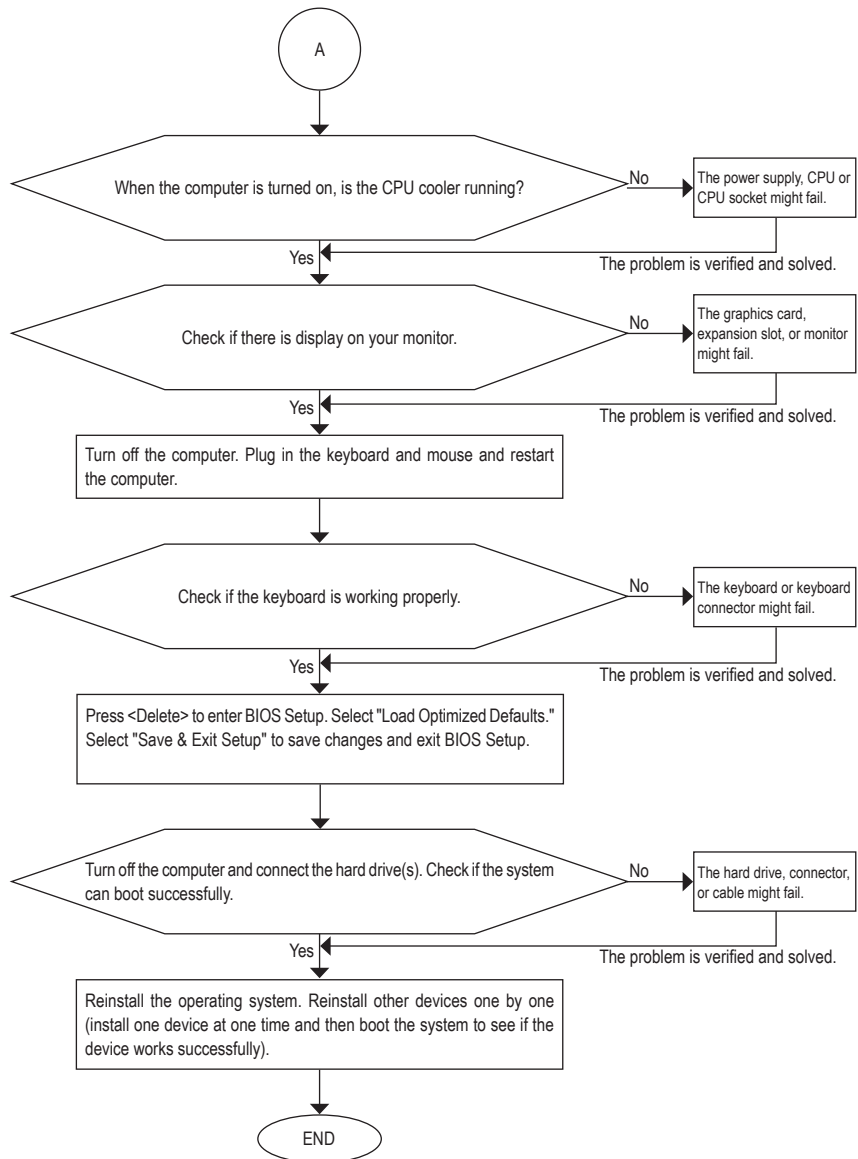 A
When the computer is turned on, is the CPU cooler running?
No
The power supply, CPU or
CPU socket might fail.
Yes
The problem is verified and solved.
Check if there is display on your monitor.
No
The graphics card,
expansion slot, or monitor
might fail.
Yes
The problem is verified and solved.
Turn off the computer. Plug in the keyboard and mouse and restart
the computer.
Check if the keyboard is working properly.
No
The keyboard or keyboard
connector might fail.
Yes
The problem is verified and solved.
Press <Delete> to enter BIOS Setup. Select "Load Optimized Defaults."
Select "Save & Exit Setup" to save changes and exit BIOS Setup.
Turn off the computer and connect the hard drive(s). Check if the system
can boot successfully.
No
The hard drive, connector,
or cable might fail.
Yes
The problem is verified and solved.
Reinstall the operating system. Reinstall other devices one by one
(install one device at one time and then boot the system to see if the
device works successfully).
END